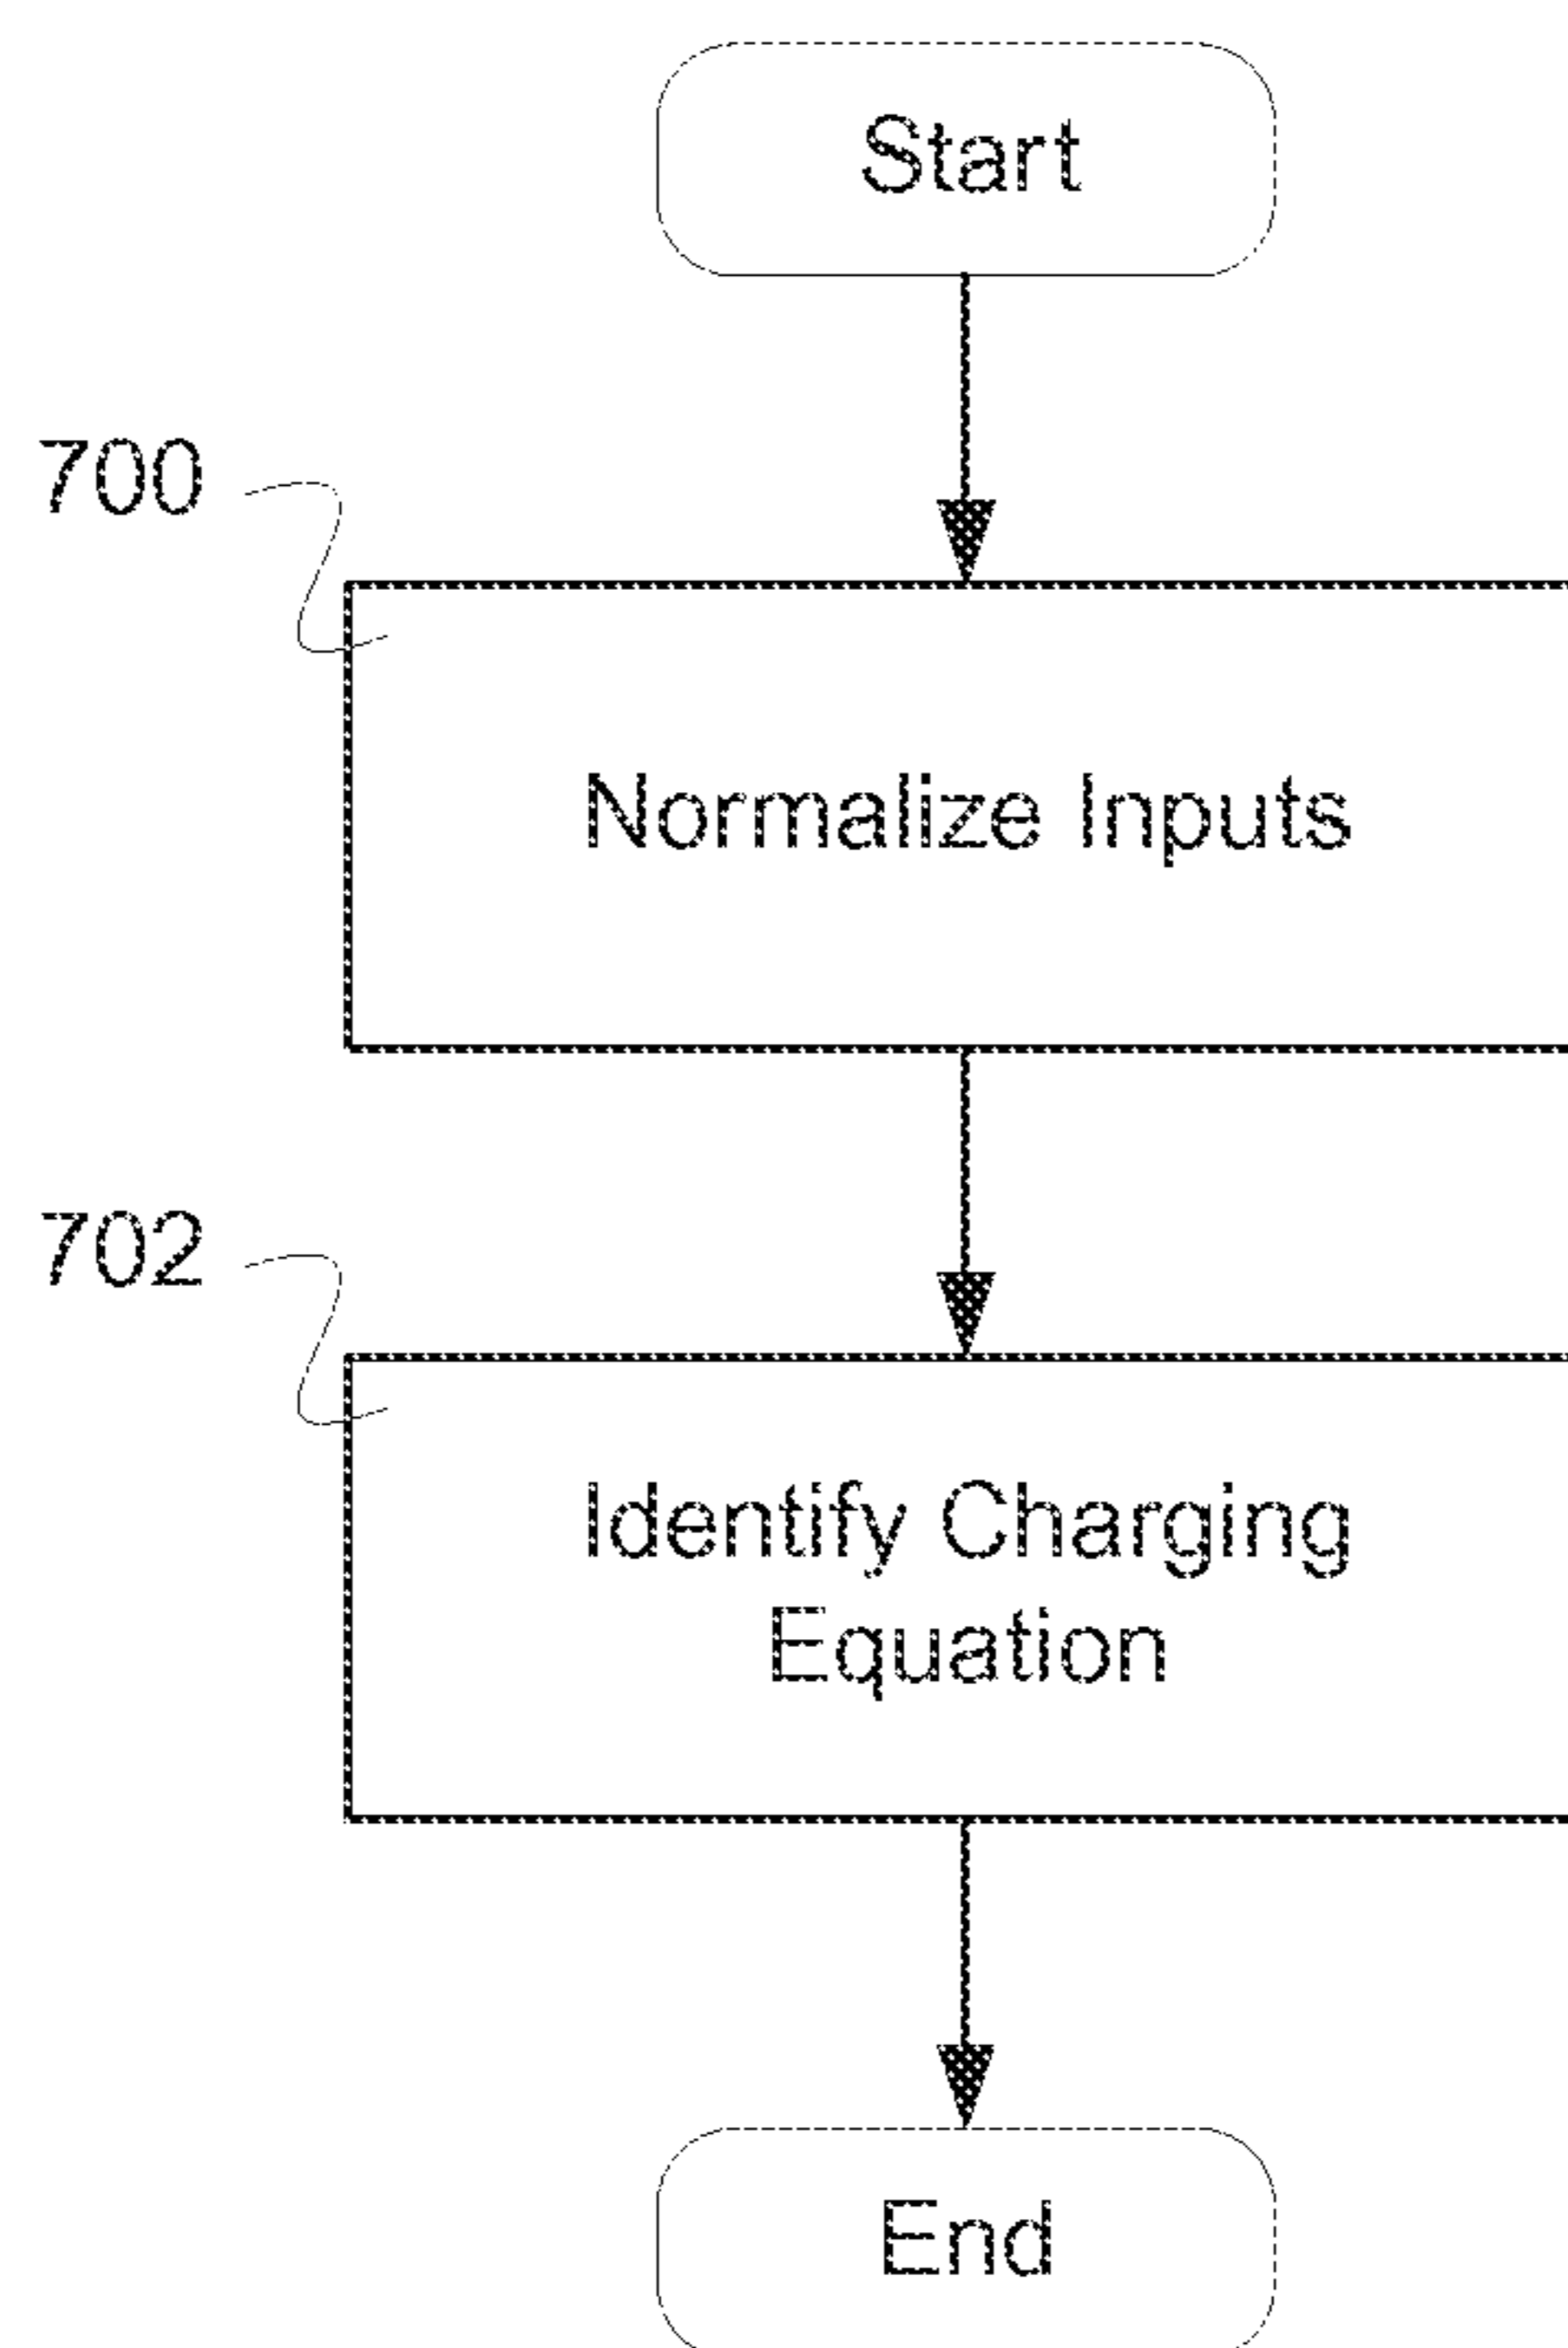 Start
700
Normalize Inputs
702
Identify Charging
Equation
End